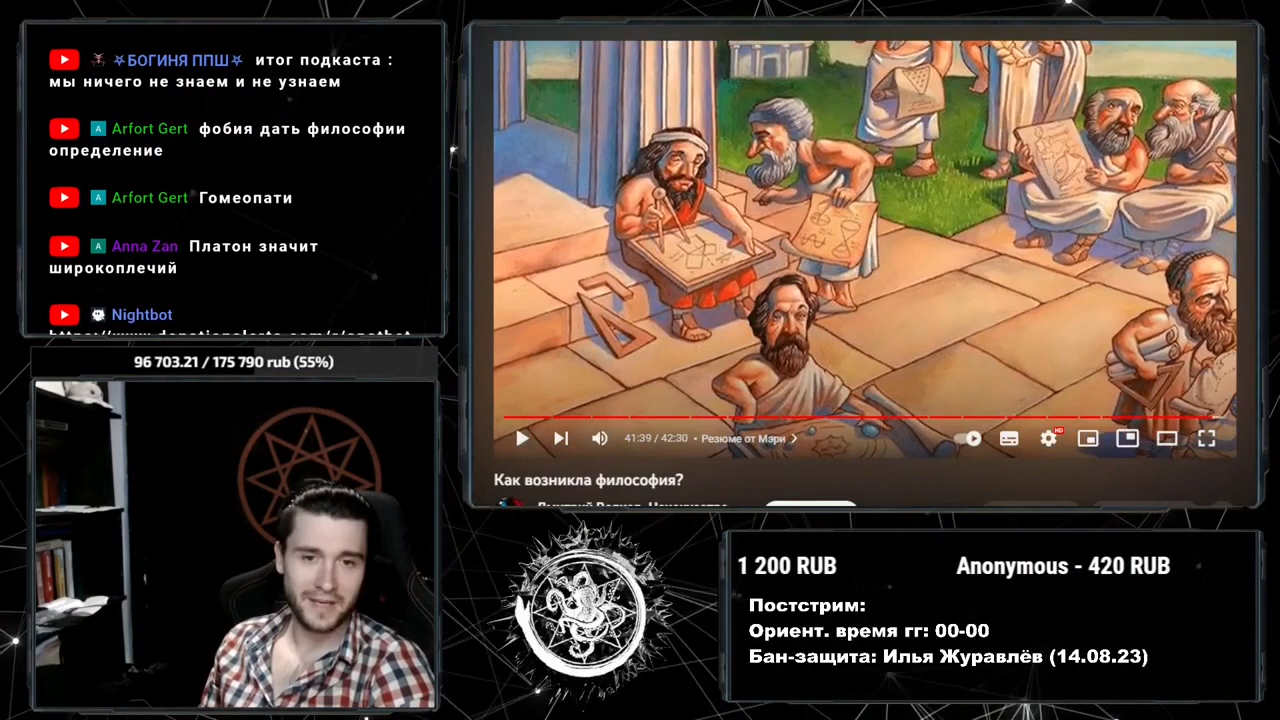 ☆БОГИНЯ ППШ☆ итог подкаста :
мы ничего не знаем и не узнаем
A Arfort Gert фобия дать философии
определение
A Arfort Gert Гомеопати
A Anna Zan Платон значит
широкоплечий
Nightbot
96 703.21 / 175 790 rub (55%)
41:39 / 42:30 • Резюме от Мэри
HD
Как возникла философия?
1 200 RUB Anonymous - 420 RUB
Постстрим:
Ориент. время гг: 00-00
Бан-защита: Илья Журавлёв (14.08.23)